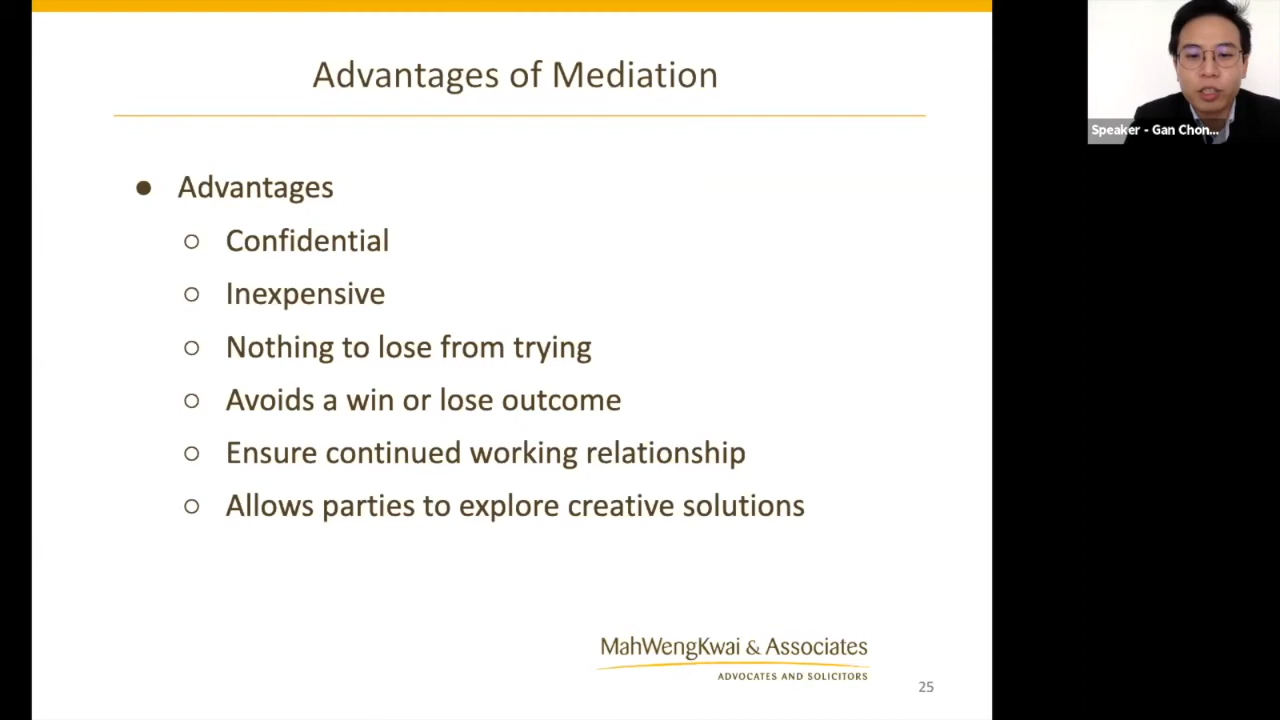 Advantages of Mediation
● Advantages
○ Confidential
○ Inexpensive
○ Nothing to lose from trying
○ Avoids a win or lose outcome
○ Ensure continued working relationship
○ Allows parties to explore creative solutions
MahWengKwai & Associates
ADVOCATES AND SOLICITORS
25
Speaker - Gan Chon...